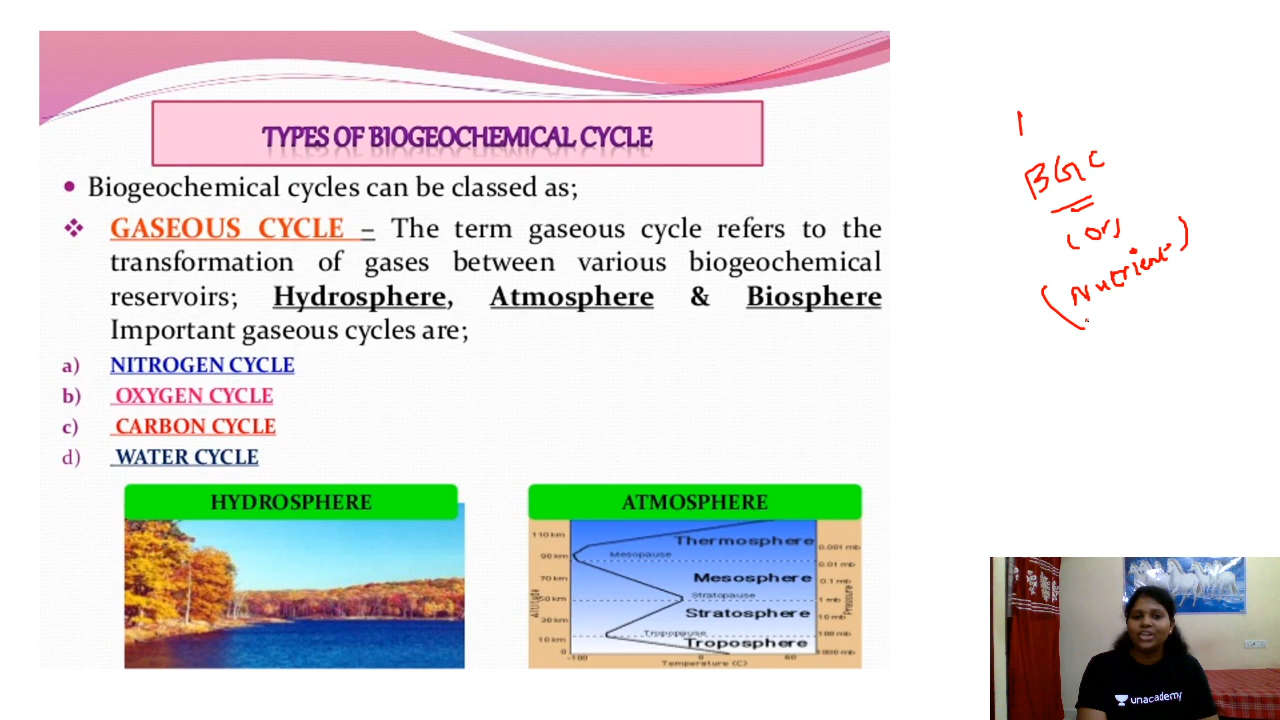 TYPES OF BIOGEOCHEMICAL CYCLE
• Biogeochemical cycles can be classed as;
❖ GASEOUS CYCLE – The term gaseous cycle refers to the
transformation of gases between various biogeochemical
reservoirs; Hydrosphere, Atmosphere & Biosphere
Important gaseous cycles are;
a) NITROGEN CYCLE
b) OXYGEN CYCLE
c) CARBON CYCLE
d) WATER CYCLE
HYDROSPHERE
ATMOSPHERE
110 km
Thermosphere
0.001 mb
90 km
Mesopause
0.01 mb
70 km
Mesosphere
0.1 mb
50 km
Stratopause
1 mb
Altitude
Pressure
30 km
Stratosphere
10 mb
10 km
Tropopause
100 mb
0
Troposphere
1000 mb
-100
0
Temperature (C)
BGC
(or)
(Nutrient)
unacademy